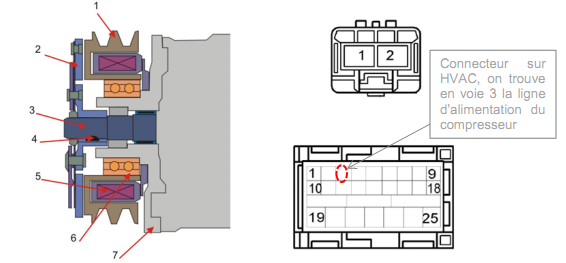 1
2
3
4
5
6
7
1 2
Connecteur sur
HVAC, on trouve
en voie 3 la ligne
d'alimentation du
compresseur
1 9
10 18
19 25